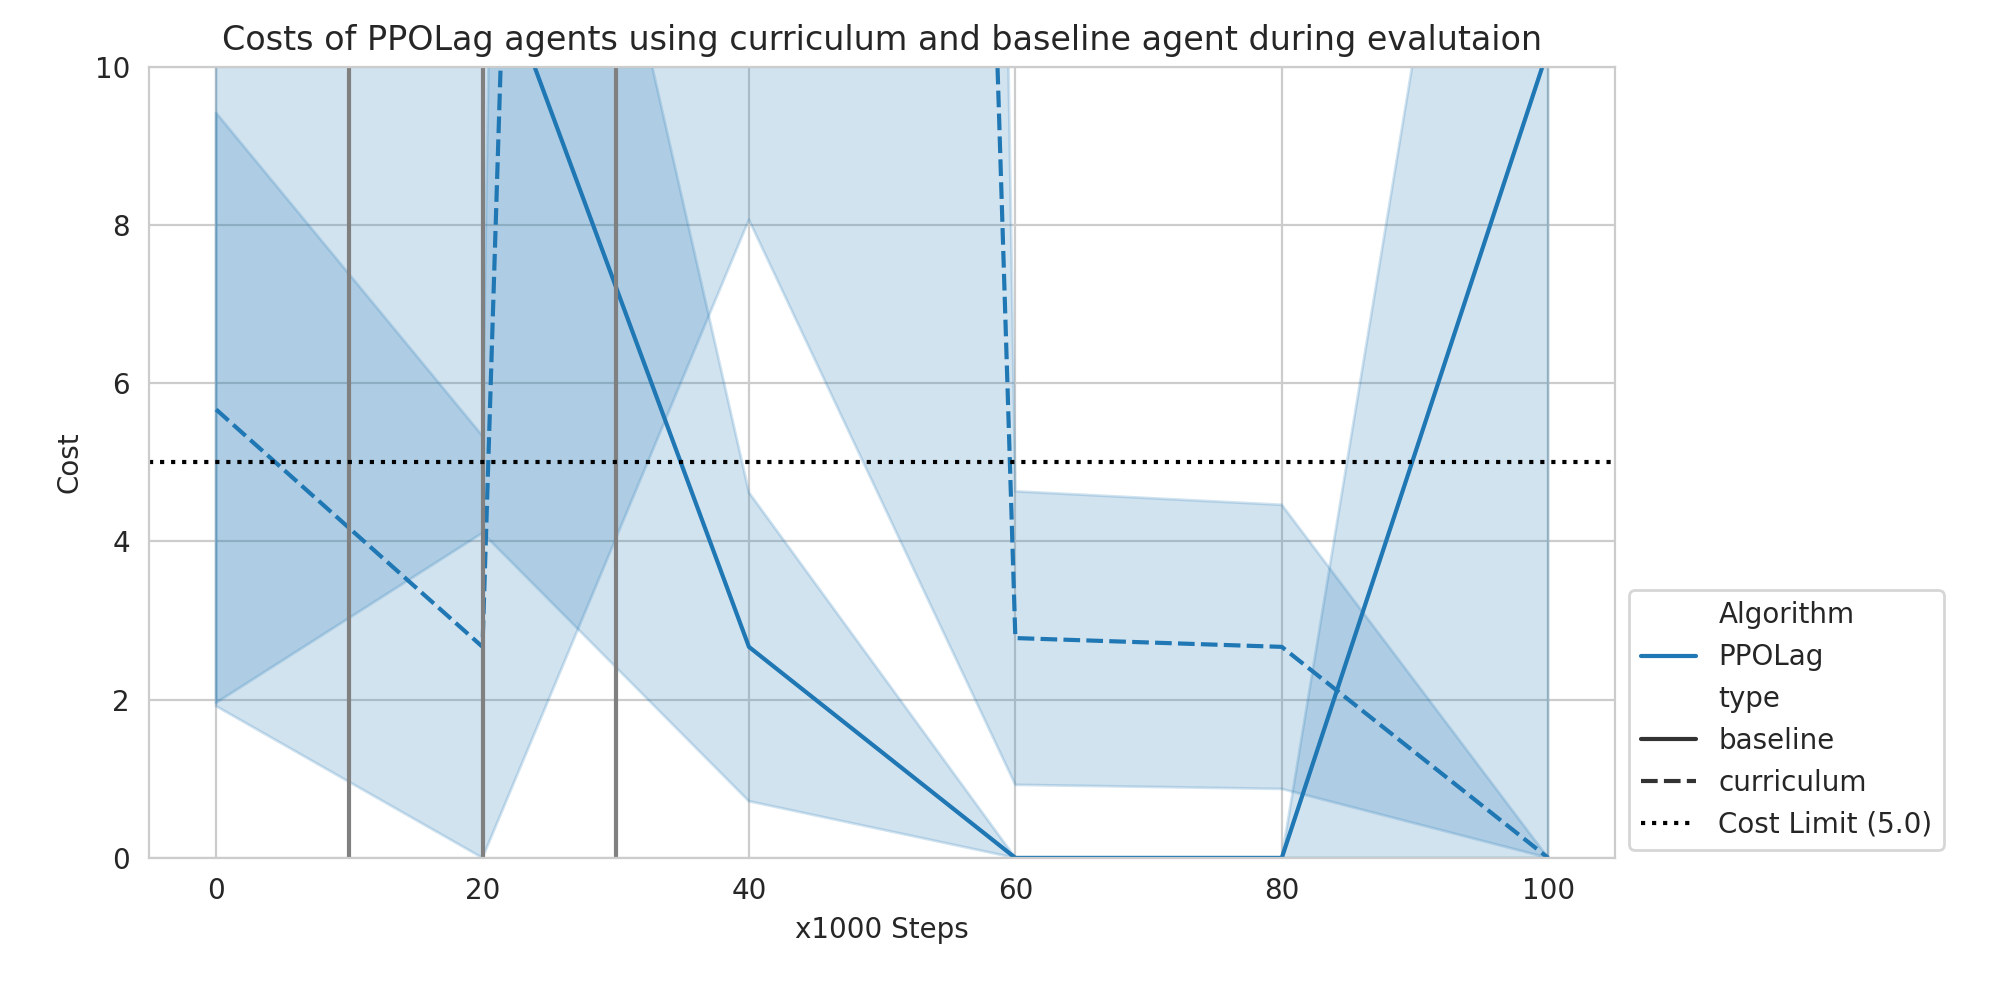 Costs of PPOLag agents using curriculum and baseline agent during evalutaion
10
8
6
4
2
0
Cost
0 20 40 60 80 100
x1000 Steps
Algorithm
PPOLag
type
baseline
curriculum
Cost Limit (5.0)